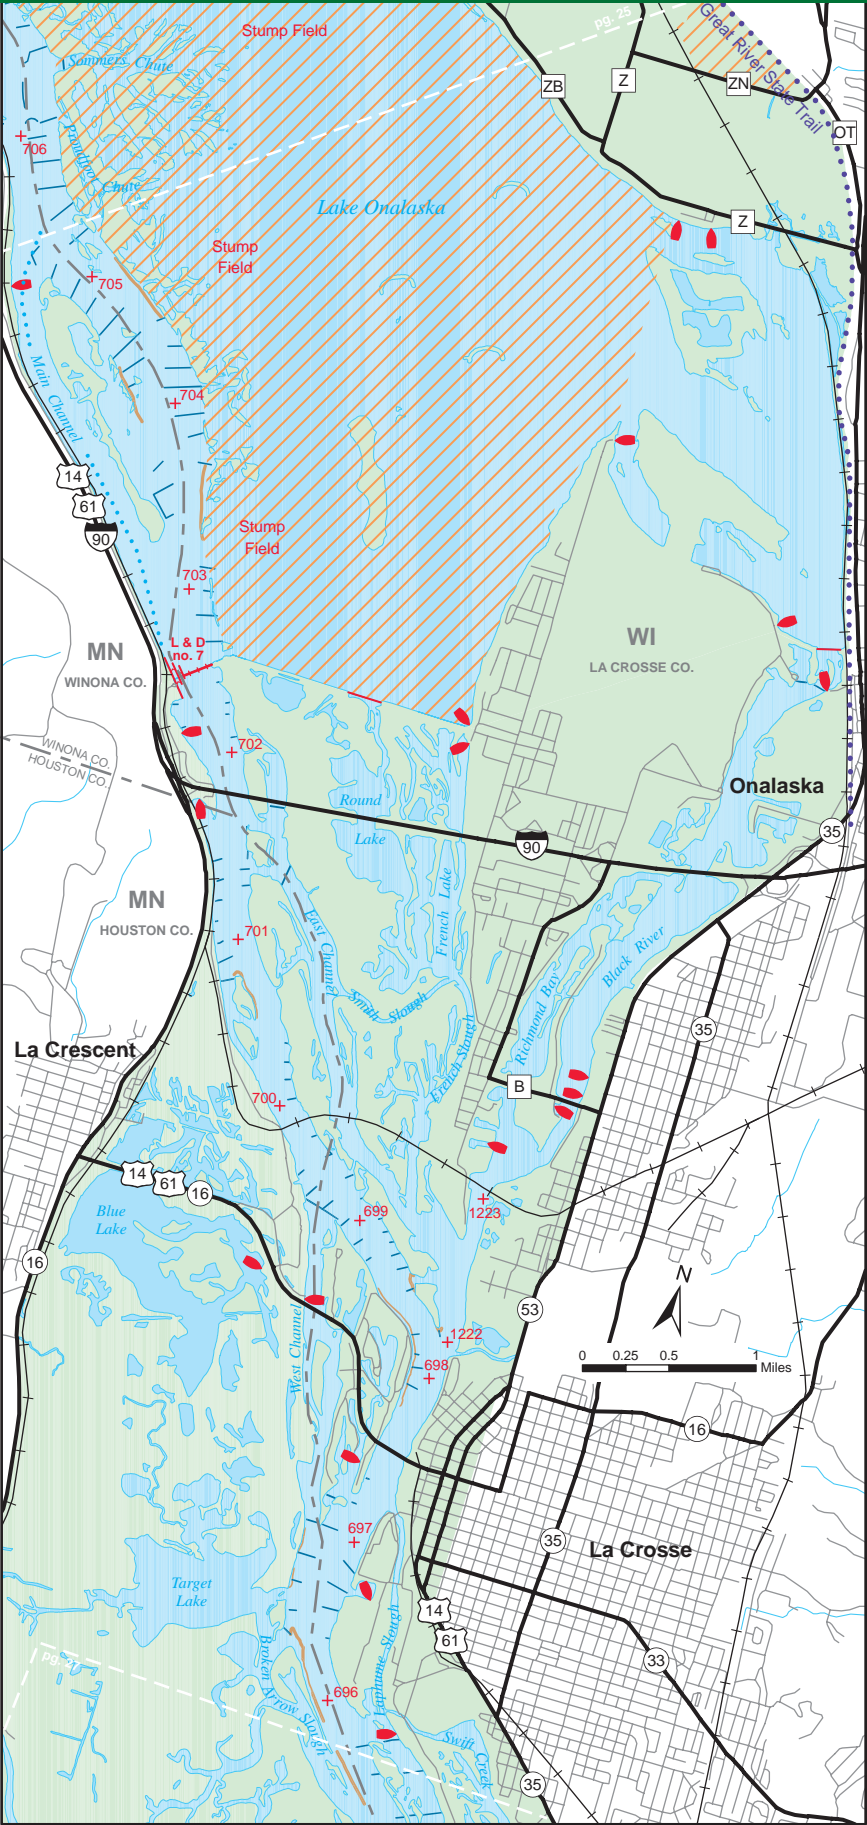 pg. 25
Great River State Trail
Stump Field
Sommers Chute
ZB
Z
ZN
OT
706
Proudfoot Chute
Lake Onalaska
Z
Stump
Field
705
Main Channel
704
14
61
90
Stump
Field
703
MN
WINONA CO.
L & D
no. 7
WI
LA CROSSE CO.
702
WINONA CO.
HOUSTON CO.
Onalaska
Round
Lake
90
35
MN
HOUSTON CO.
French Lake
701
East Channel
Black River
Richmond Bay
Smith Slough
French Slough
35
La Crescent
B
700
14
61
16
Blue
Lake
699
1223
16
N
53
West Channel
1222
0 0.25 0.5 1
Miles
698
16
697
35
La Crosse
Target
Lake
14
61
Broken Arrow Slough
Laphume Slough
33
pg.
696
Swift Creek
35